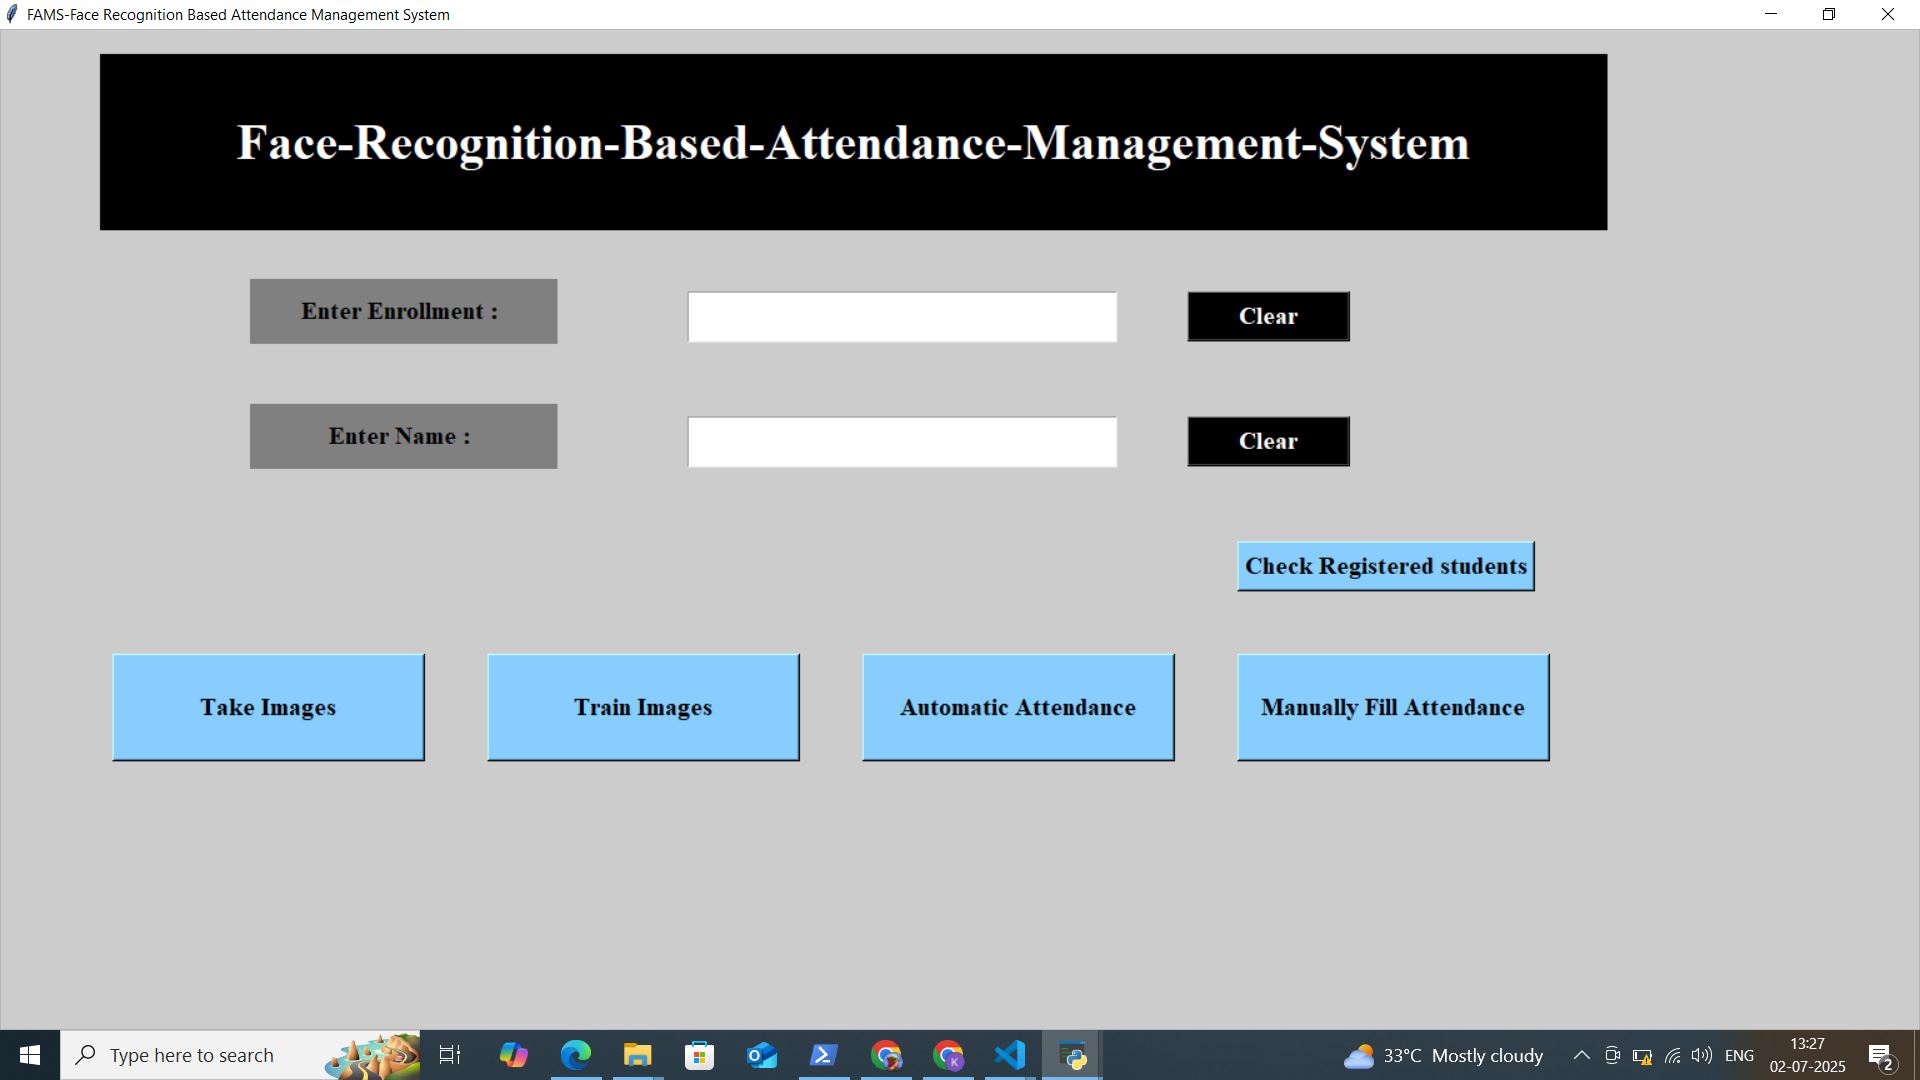 FAMS-Face Recognition Based Attendance Management System
Face-Recognition-Based-Attendance-Management-System
Enter Enrollment :
Clear
Enter Name :
Clear
Check Registered students
Take Images
Train Images
Automatic Attendance
Manually Fill Attendance
Type here to search
33°C Mostly cloudy
ENG
13:27
02-07-2025
2